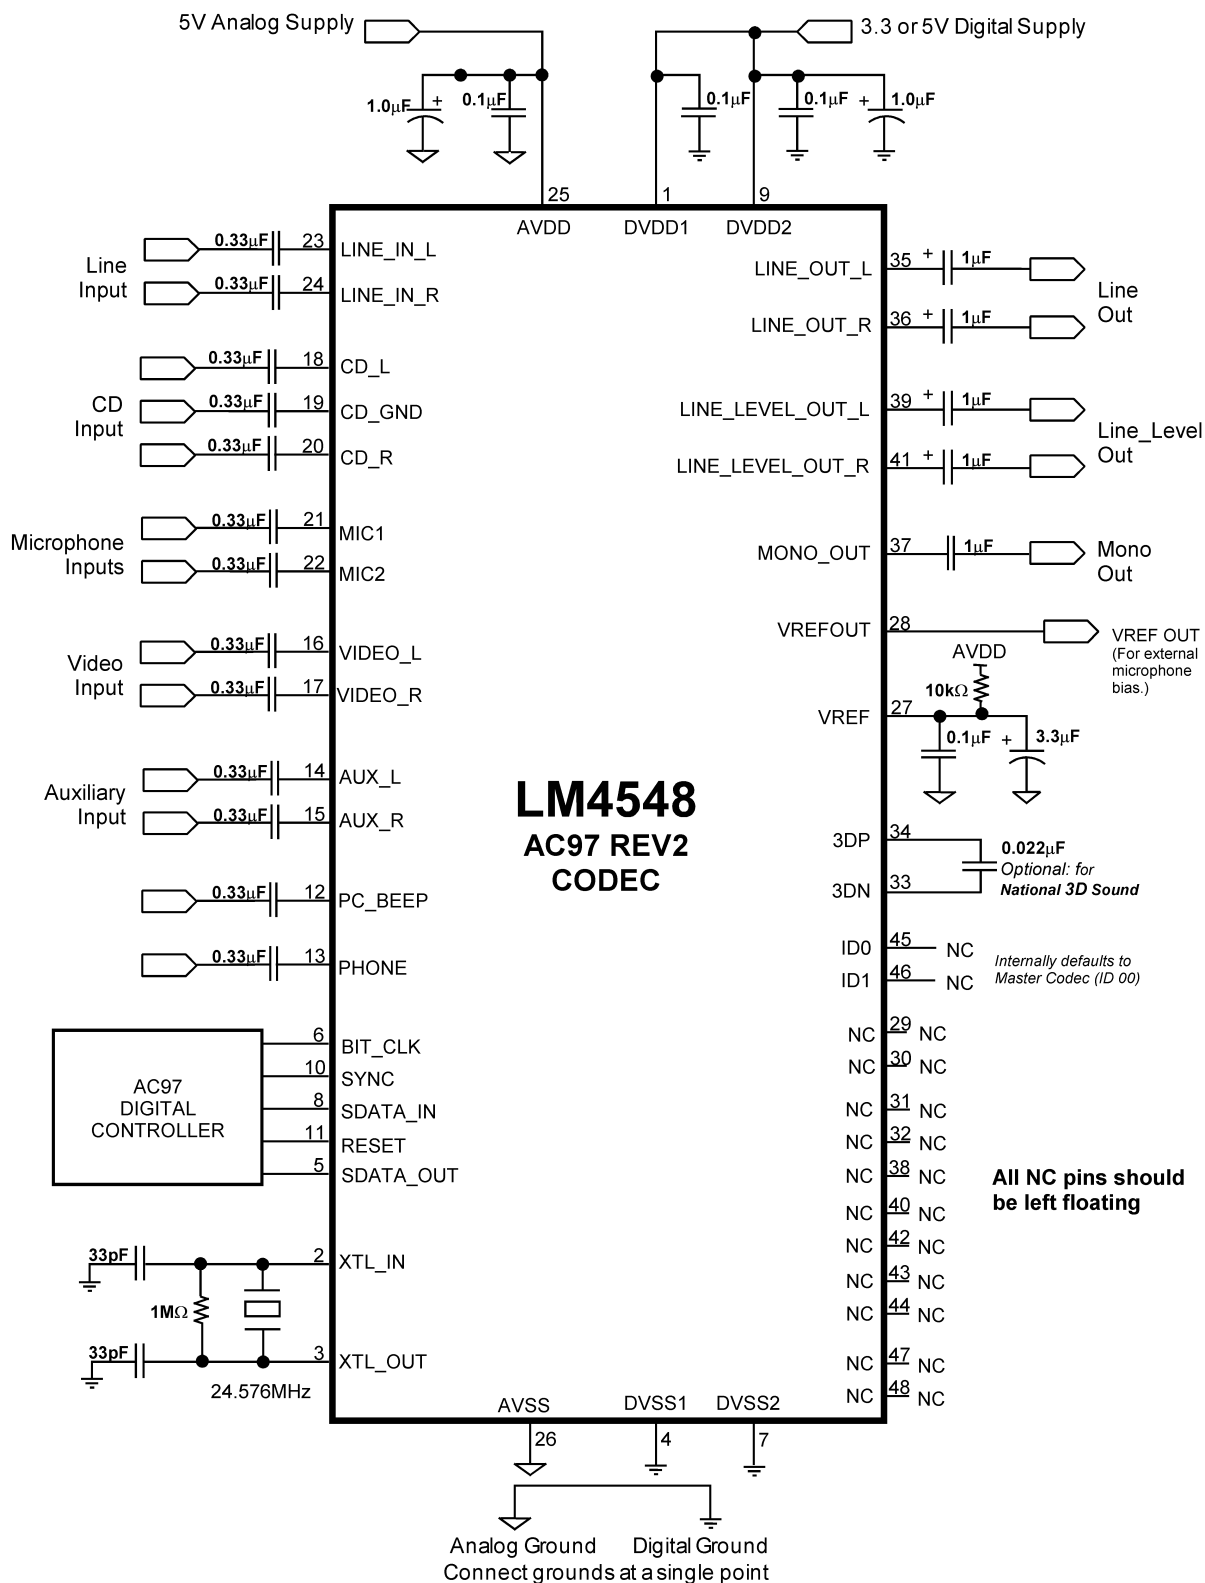 5V Analog Supply
3.3 or 5V Digital Supply
1.0µF +
0.1µF
0.1µF
0.1µF
+ 1.0µF
25
1
9
AVDD
DVDD1
DVDD2
Line
Input
0.33µF
23
LINE_IN_L
0.33µF
24
LINE_IN_R
CD
Input
0.33µF
18
CD_L
0.33µF
19
CD_GND
0.33µF
20
CD_R
Microphone
Inputs
0.33µF
21
MIC1
0.33µF
22
MIC2
Video
Input
0.33µF
16
VIDEO_L
0.33µF
17
VIDEO_R
Auxiliary
Input
0.33µF
14
AUX_L
0.33µF
15
AUX_R
0.33µF
12
PC_BEEP
0.33µF
13
PHONE
AC97
DIGITAL
CONTROLLER
6
BIT_CLK
10
SYNC
8
SDATA_IN
11
RESET
5
SDATA_OUT
33pF
2
XTL_IN
1MΩ
33pF
3
XTL_OUT
24.576MHz
LM4548
AC97 REV2
CODEC
LINE_OUT_L
35
+
1µF
LINE_OUT_R
36
+
1µF
Line
Out
LINE_LEVEL_OUT_L
39
+
1µF
LINE_LEVEL_OUT_R
41
+
1µF
Line_Level
Out
MONO_OUT
37
1µF
Mono
Out
VREFOUT
28
VREF OUT
(For external
microphone
bias.)
AVDD
10kΩ
VREF
27
0.1µF
+ 3.3µF
3DP
34
0.022µF
Optional: for
National 3D Sound
3DN
33
ID0
45
NC
ID1
46
NC
Internally defaults to
Master Codec (ID 00)
NC 29 NC
NC 30 NC
NC 31 NC
NC 32 NC
NC 38 NC
NC 40 NC
NC 42 NC
NC 43 NC
NC 44 NC
NC 47 NC
NC 48 NC
All NC pins should
be left floating
AVSS
DVSS1
DVSS2
26
4
7
Analog Ground
Digital Ground
Connect grounds at a single point